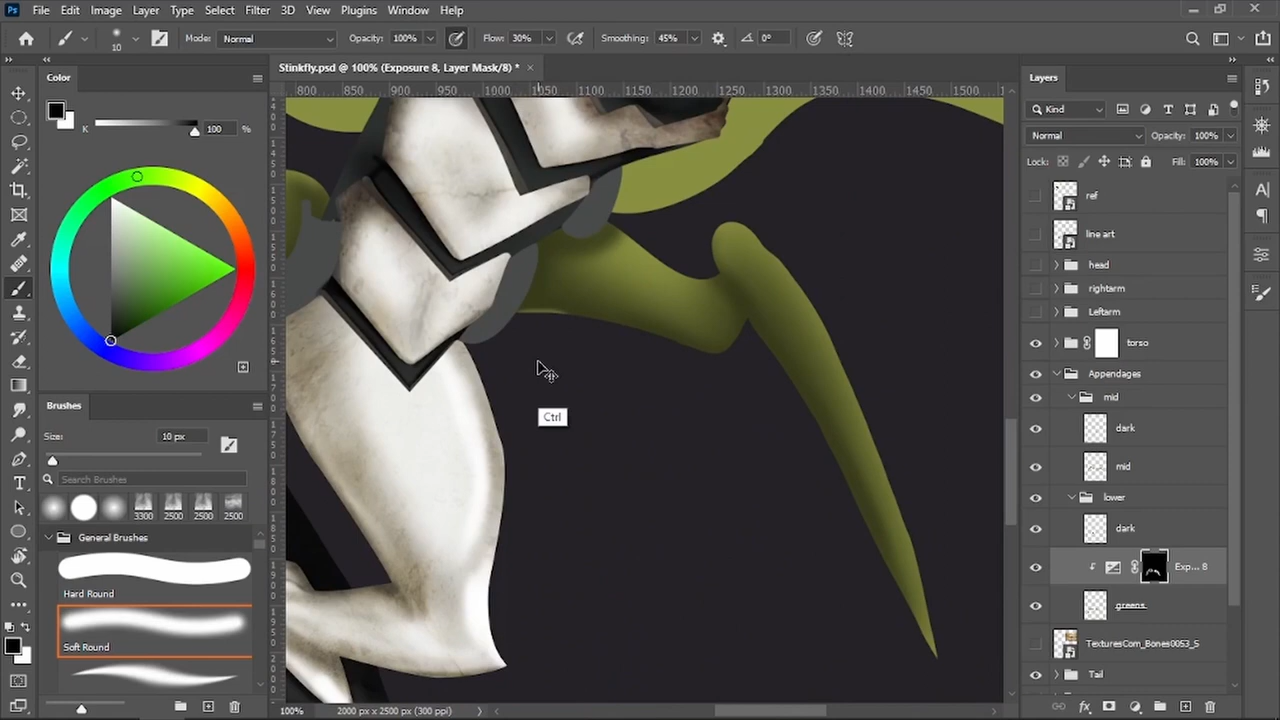 Ps File Edit Image Layer Type Select Filter 3D View Plugins Window Help
10 Mode: Normal Opacity: 100% Flow: 30% Smoothing: 45% 0°
Color
K 100 %
Brushes
Size: 10 px
Search Brushes
3300 2500 2500 2500
General Brushes
Hard Round
Soft Round
Stinkfly.psd @ 100% (Exposure 8, Layer Mask/8) *
800 850 900 950 1000 1050 1100 1150 1200 1250 1300 1350 1400 1450 1500
Ctrl
100% 2000 px x 2500 px (300 ppi)
Layers
Kind
Normal Opacity: 100%
Lock: Fill: 100%
ref
line art
head
rightarm
Leftarm
torso
Appendages
mid
dark
mid
lower
dark
Exp... 8
greens
TexturesCom_Bones0053_5
Tail